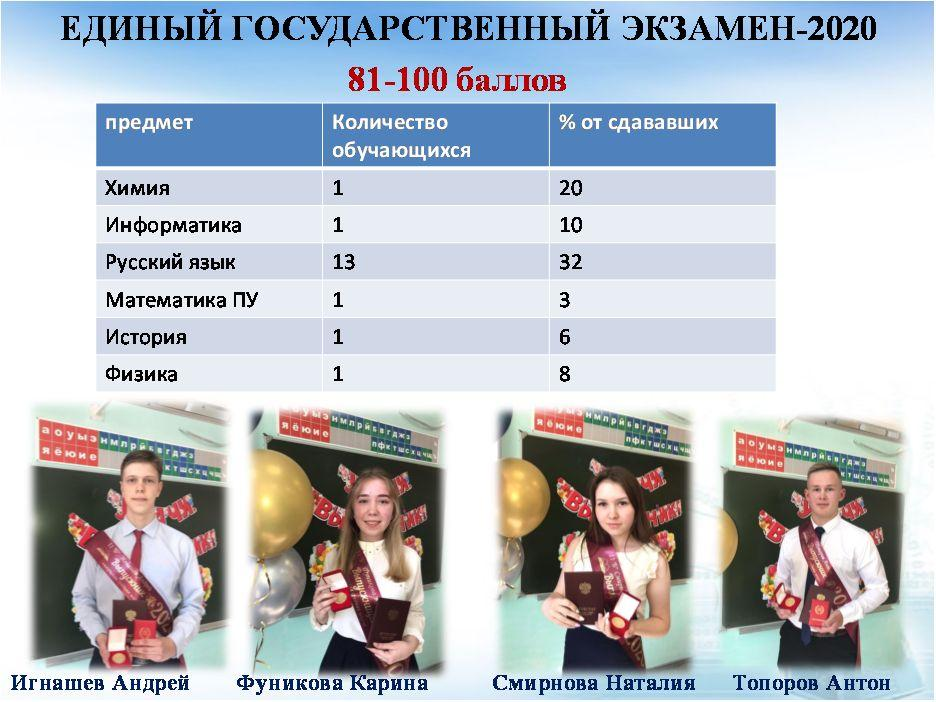 ЕДИНЫЙ ГОСУДАРСТВЕННЫЙ ЭКЗАМЕН-2020
81-100 баллов
предмет Количество обучающихся % от сдававших
Химия 1 20
Информатика 1 10
Русский язык 13 32
Математика ПУ 1 3
История 1 6
Физика 1 8
Игнашев Андрей Фуникова Карина Смирнова Наталия Топоров Антон